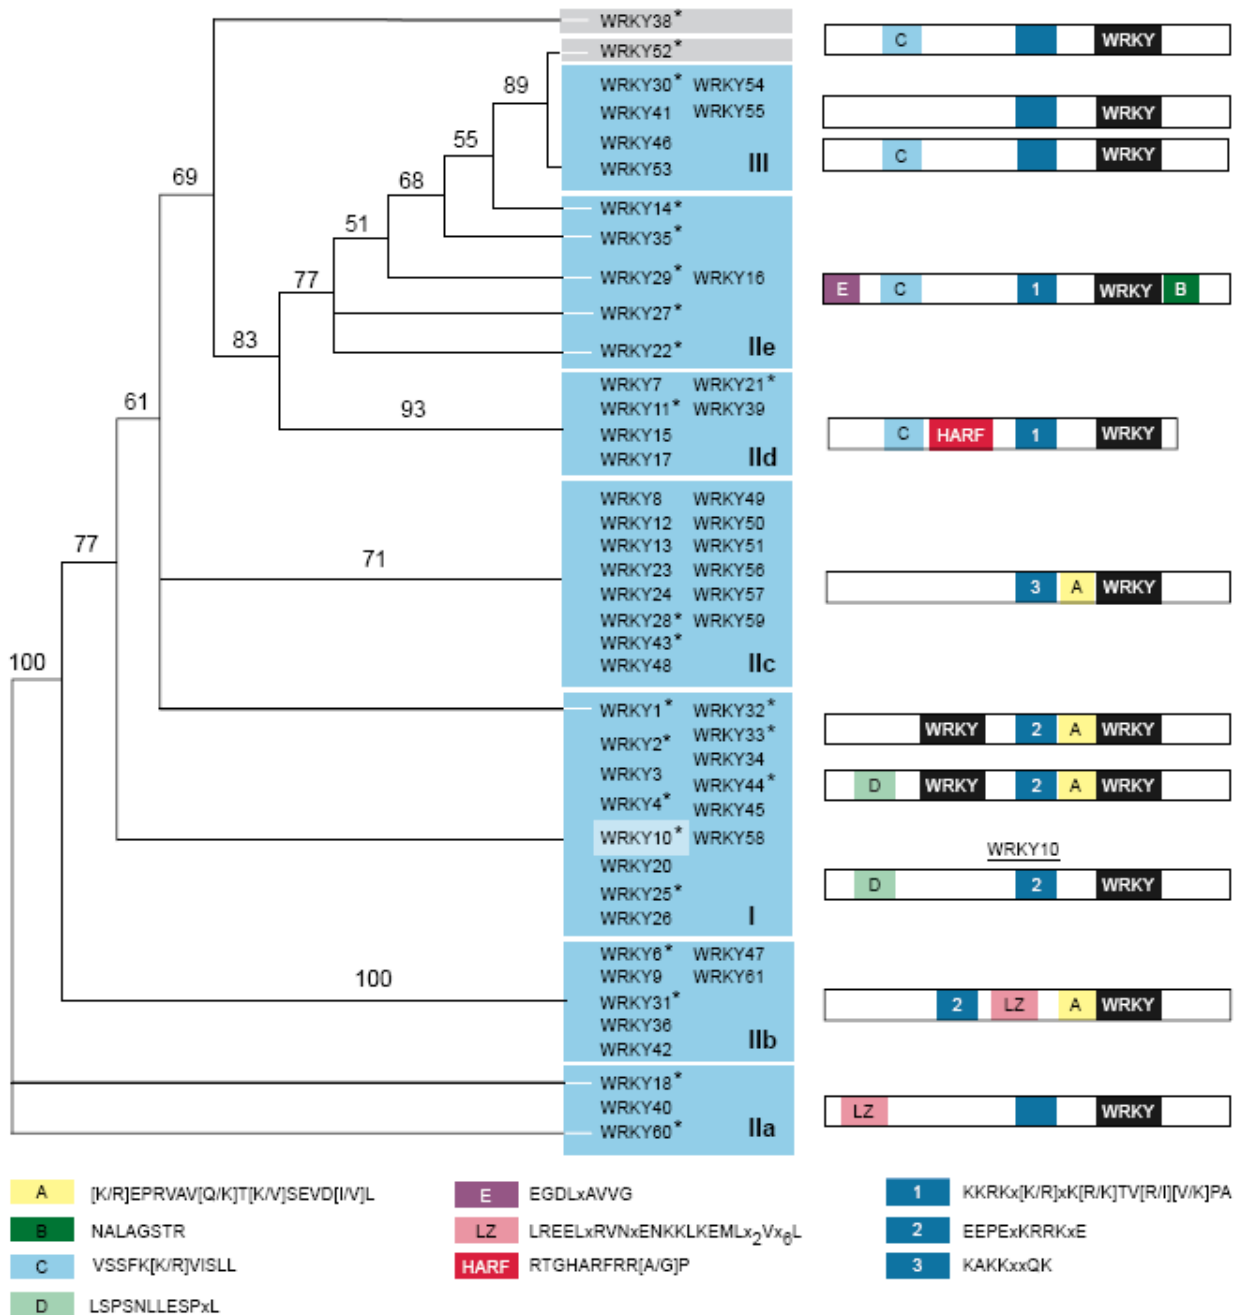 WRKY38*
C WRKY
WRKY52*
89
WRKY30* WRKY54
WRKY41 WRKY55
WRKY
55
WRKY46
WRKY53 III
C WRKY
69
68
WRKY14*
51
WRKY35*
77
WRKY29* WRKY16
E C 1 WRKY B
WRKY27*
83
WRKY22* IIe
61
93
WRKY7 WRKY21*
WRKY11* WRKY39
WRKY15
WRKY17 IId
C HARF 1 WRKY
77
71
WRKY8 WRKY49
WRKY12 WRKY50
WRKY13 WRKY51
WRKY23 WRKY56
WRKY24 WRKY57
WRKY28* WRKY59
WRKY43*
WRKY48 IIc
3 A WRKY
100
WRKY1* WRKY32*
WRKY2* WRKY33*
WRKY34
WRKY3
WRKY44*
WRKY4*
WRKY45
WRKY10* WRKY58
WRKY20
WRKY25*
WRKY26 I
WRKY 2 A WRKY
D WRKY 2 A WRKY
WRKY10
D 2 WRKY
100
WRKY6* WRKY47
WRKY9 WRKY61
WRKY31*
WRKY36
WRKY42 IIb
2 LZ A WRKY
WRKY18*
WRKY40
WRKY60* IIa
LZ WRKY
A [K/R]EPRVAV[Q/K]T[K/V]SEVD[I/V]L
B NALAGSTR
C VSSFK[K/R]VISLL
D LSPSNLLESPxL
E EGDLxAVVG
LZ LREELxRVNxENKKLKEMLx2Vx6L
HARF RTGHARFRR[A/G]P
1 KKRKx[K/R]xK[R/K]TV[R/I][V/K]PA
2 EEPExKRRKxE
3 KAKKxxQK